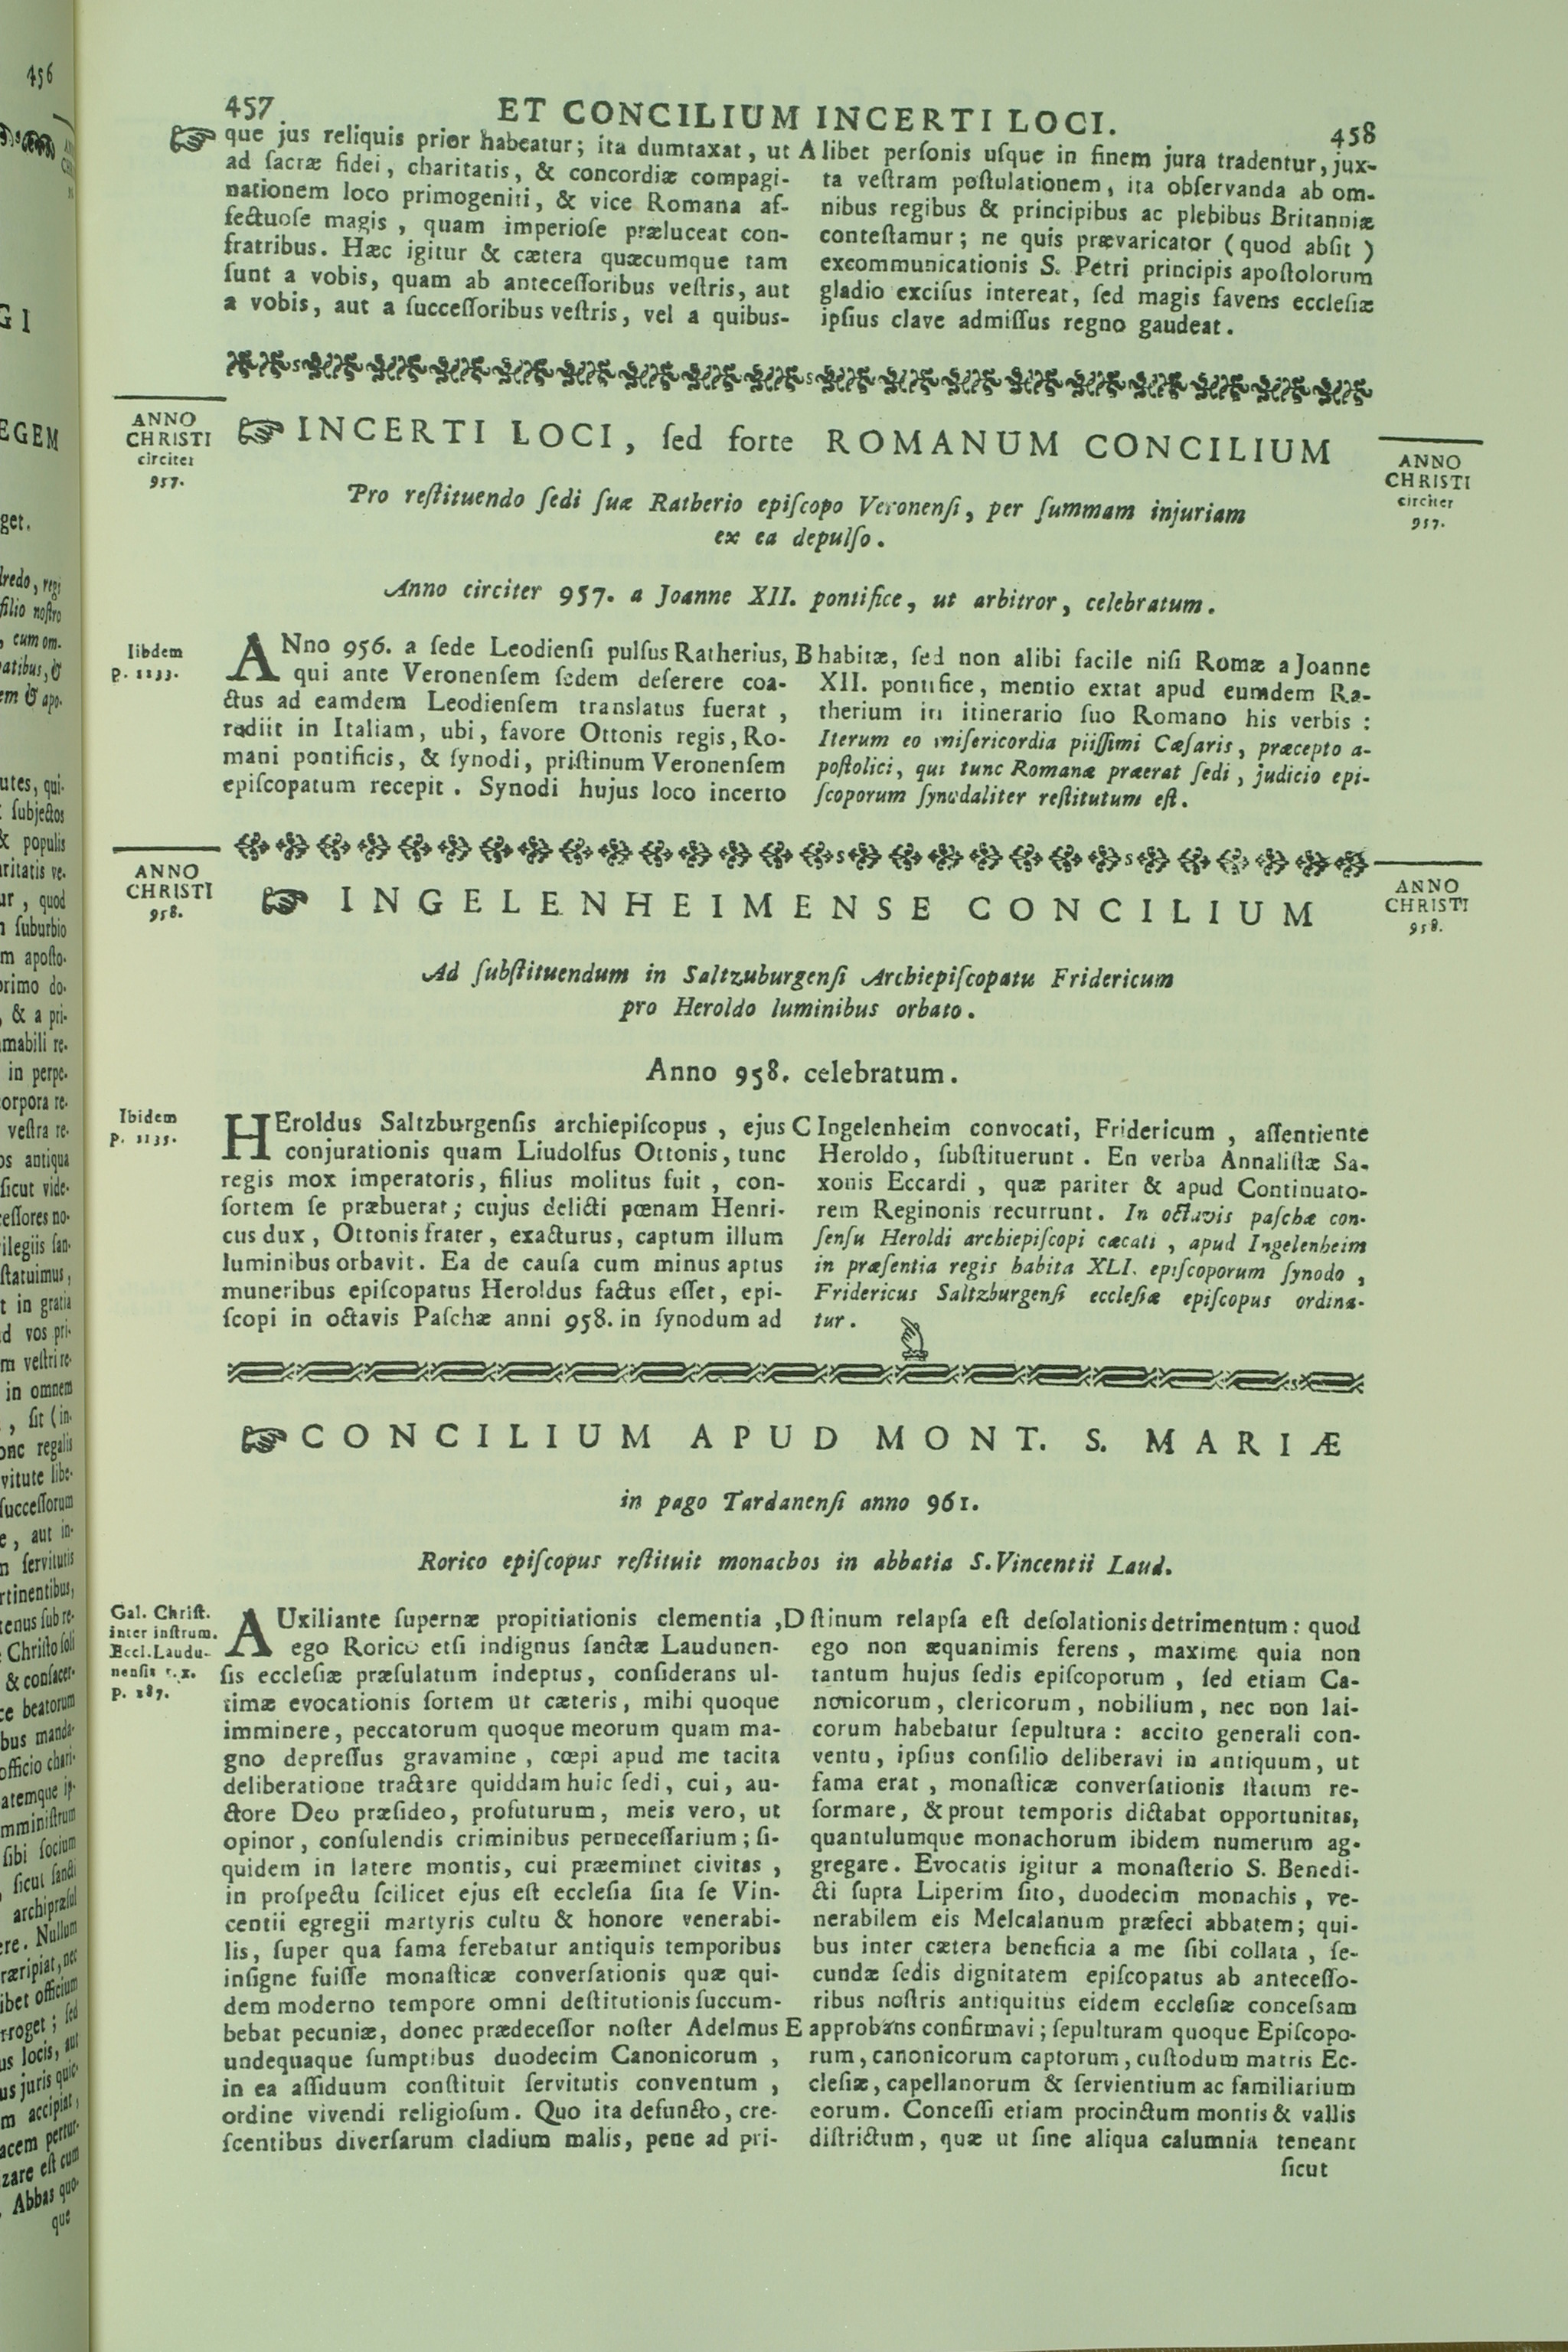 457
ET CONCILIUM INCERTI LOCI.
458
que jus reliquis prior habeatur; ita dumtaxat, ut
ad ſacræ fidei, charitatis, & concordiæ compagi-
nationem loco primogeniti, & vice Romana af-
fectuoſe magis, quam imperioſe præluceat con-
fratribus. Hæc igitur & cætera quæcumque tam
ſunt a vobis, quam ab anteceſſoribus veſtris, aut
a vobis, aut a ſucceſſoribus veſtris, vel a quibus-
A libet perſonis uſque in finem jura tradentur, jux-
ta veſtram poſtulationem, ita obſervanda ab om-
nibus regibus & principibus ac plebibus Britanniæ
conteſtamur; ne quis prævaricator (quod abſit)
excommunicationis S. Petri principis apoſtolorum
gladio exciſus intereat, ſed magis favens eccleſiæ
ipſius clave admiſſus regno gaudeat.
ANNO
CHRISTI
circiter
957.
INCERTI LOCI, ſed forte ROMANUM CONCILIUM
ANNO
CHRISTI
circiter
957.
Pro reſtituendo ſedi ſuæ Ratherio epiſcopo Veronenſi, per ſummam injuriam
ex ea depulſo.
Anno circiter 957. a Joanne XII. pontifice, ut arbitror, celebratum.
Iibdem
p. 1133.
ANno 956. a ſede Leodienſi pulſus Ratherius,
qui ante Veronenſem ſedem deſerere coa-
ctus ad eamdem Leodienſem translatus fuerat,
rediit in Italiam, ubi, favore Ottonis regis, Ro-
mani pontificis, & ſynodi, priſtinum Veronenſem
epiſcopatum recepit. Synodi hujus loco incerto
B habitæ, ſed non alibi facile niſi Romæ a Joanne
XII. pontifice, mentio extat apud eumdem Ra-
therium in itinerario ſuo Romano his verbis:
Iterum eo miſericordia piiſſimi Cæſaris, præcepto a-
poſtolici, qui tunc Romanæ præerat ſedi, judicio epi-
ſcoporum ſynodaliter reſtitutum eſt.
ANNO
CHRISTI
958.
INGELENHEIMENSE CONCILIUM
ANNO
CHRISTI
958.
Ad ſubſtituendum in Saltzuburgenſi Archiepiſcopatu Fridericum
pro Heroldo luminibus orbato.
Anno 958. celebratum.
Ibidem
p. 1135.
HEroldus Saltzburgenſis archiepiſcopus, ejus
conjurationis quam Liudolfus Ottonis, tunc
regis mox imperatoris, filius molitus fuit, con-
ſortem ſe præbuerat; cujus delicti pœnam Henri-
cus dux, Ottonis frater, exacturus, captum illum
luminibus orbavit. Ea de cauſa cum minus aptus
muneribus epiſcopatus Heroldus factus eſſet, epi-
ſcopi in octavis Paſchæ anni 958. in ſynodum ad
C Ingelenheim convocati, Fridericum, aſſentiente
Heroldo, ſubſtituerunt. En verba Annaliſtæ Sa-
xonis Eccardi, quæ pariter & apud Continuato-
rem Reginonis recurrunt. In octavis paſchæ con-
ſenſu Heroldi archiepiſcopi cæcati, apud Ingelenheim
in præſentia regis habita XLI. epiſcoporum ſynodo,
Fridericus Saltzburgenſi eccleſiæ epiſcopus ordina-
tur.
CONCILIUM APUD MONT. S. MARIÆ
in pago Tardanenſi anno 961.
Rorico epiſcopus reſtituit monachos in abbatia S. Vincentii Laud.
Gal. Chriſt.
inter inſtrum.
Eccl. Laudu-
nenſis t. x.
p. 187.
AUxiliante ſupernæ propitiationis clementia,
ego Rorico etſi indignus ſanctæ Laudunen-
ſis eccleſiæ præſulatum indeptus, conſiderans ul-
timæ evocationis ſortem ut cæteris, mihi quoque
imminere, peccatorum quoque meorum quam ma-
gno depreſſus gravamine, cœpi apud me tacita
deliberatione tractare quiddam huic ſedi, cui, au-
ctore Deo præſideo, profuturum, meis vero, ut
opinor, conſulendis criminibus perneceſſarium; ſi-
quidem in latere montis, cui præeminet civitas,
in proſpectu ſcilicet ejus eſt eccleſia ſita ſe Vin-
centii egregii martyris cultu & honore venerabi-
lis, ſuper qua fama ferebatur antiquis temporibus
inſigne fuiſſe monaſticæ converſationis quæ qui-
dem moderno tempore omni deſtitutionis ſuccum-
bebat pecuniæ, donec prædeceſſor noſter Adelmus
undequaque ſumptibus duodecim Canonicorum,
in ea aſſiduum conſtituit ſervitutis conventum,
ordine vivendi religioſum. Quo ita defuncto, cre-
ſcentibus diverſarum cladium malis, pene ad pri-
D ſtinum relapſa eſt deſolationis detrimentum: quod
ego non æquanimis ferens, maxime quia non
tantum hujus ſedis epiſcoporum, ſed etiam Ca-
nonicorum, clericorum, nobilium, nec non lai-
corum habebatur ſepultura: accito generali con-
ventu, ipſius conſilio deliberavi in antiquum, ut
fama erat, monaſticæ converſationis ſtatum re-
formare, & prout temporis dictabat opportunitas,
quantulumque monachorum ibidem numerum ag-
gregare. Evocatis igitur a monaſterio S. Benedi-
cti ſupra Liperim ſito, duodecim monachis, ve-
nerabilem eis Melcalanum præfeci abbatem; qui-
bus inter cætera beneficia a me ſibi collata, ſe-
cundæ ſedis dignitatem epiſcopatus ab anteceſſo-
ribus noſtris antiquitus eidem eccleſiæ conceſsam
E approbans confirmavi; ſepulturam quoque Epiſcopo-
rum, canonicorum captorum, cuſtodum matris Ec-
cleſiæ, capellanorum & ſervientium ac familiarium
eorum. Conceſſi etiam procinctum montis & vallis
diſtrictum, quæ ut ſine aliqua calumnia teneant
ſicut